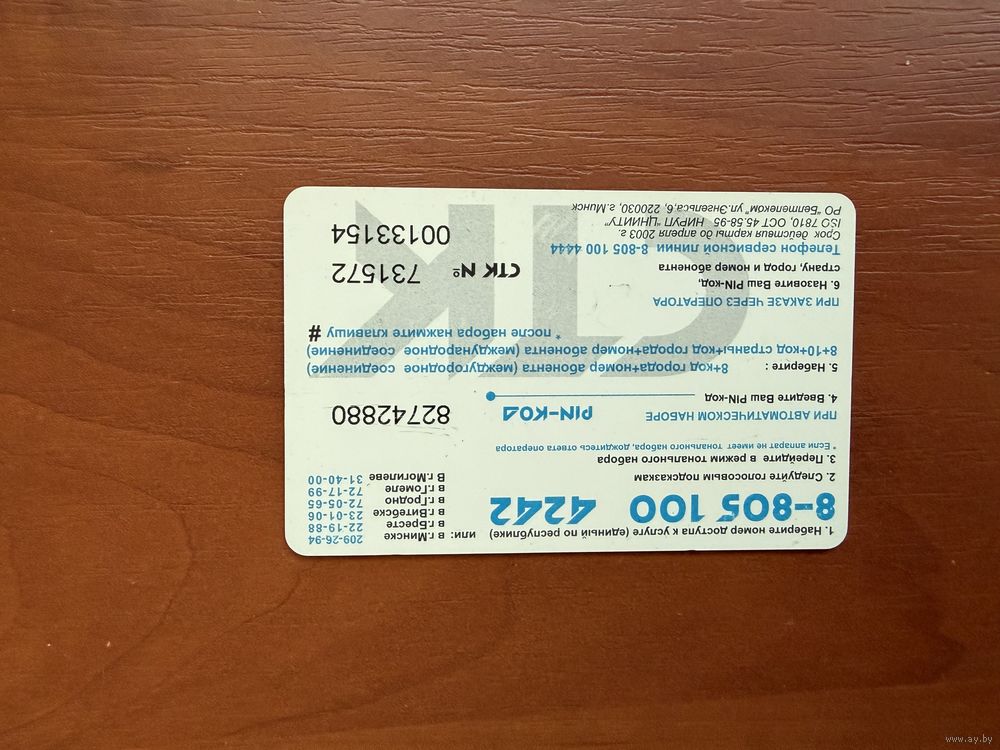 1. Наберите номер доступа к услуге (единый по республике) или:
8-805 100 4242
2. Следуйте голосовым подсказкам
3. Перейдите в режим тонального набора
*Если аппарат не имеет тонального набора, дождитесь ответа оператора
в г.Минске 209-26-94
в г.Бресте 22-19-88
в г.Витебске 23-01-06
в г.Гродно 72-05-65
в г.Гомеле 72-17-99
В г.Могилеве 31-40-00
ПРИ АВТОМАТИЧЕСКОМ НАБОРЕ
4. Введите Ваш PIN-код
PIN-КОД 82742880
5. Наберите : 8+код города+номер абонента (междугородное соединение)
8+10+код страны+код города+номер абонента (международное соединение)
* после набора нажмите клавишу #
ПРИ ЗАКАЗЕ ЧЕРЕЗ ОПЕРАТОРА
6. Назовите Ваш PIN-код,
страну, город и номер абонента
СТК № 731572
Телефон сервисной линии 8-805 100 4444
00133154
Срок действия карты до апреля 2003 г.
ISO 7810, ОСТ 45.58-95 НИРУП "ЦНИИТУ"
РО "Белтелеком" ул.Энгельса,6, 220030, г.Минск
СТК
www.ay.by